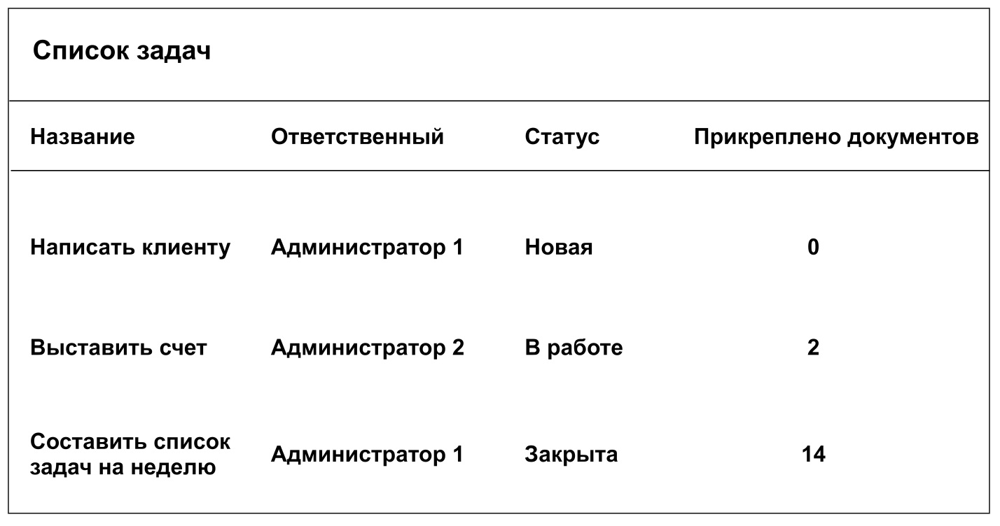 Список задач
Название Ответственный Статус Прикреплено документов
Написать клиенту Администратор 1 Новая 0
Выставить счет Администратор 2 В работе 2
Составить список
задач на неделю Администратор 1 Закрыта 14